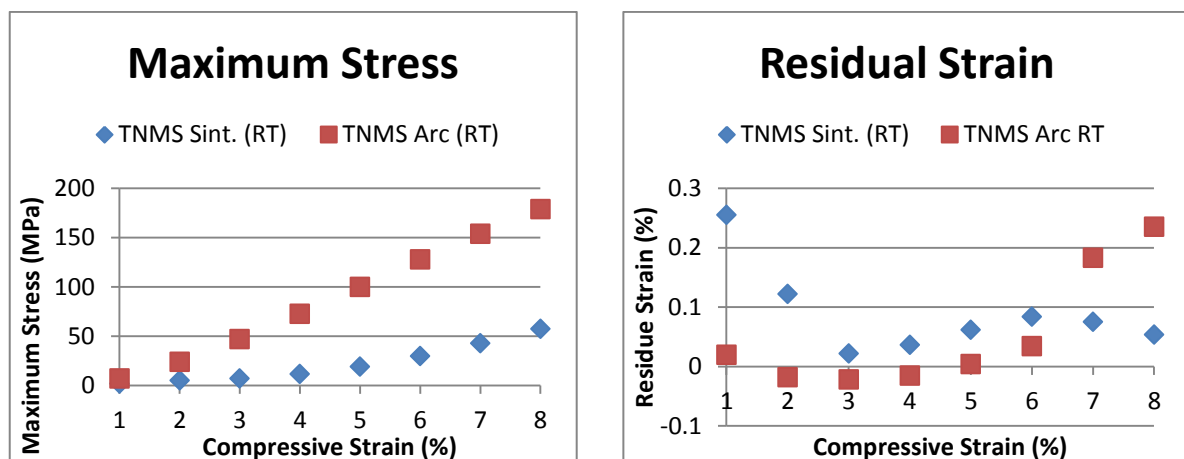 Maximum Stress
TNMS Sint. (RT) TNMS Arc (RT)
Maximum Stress (MPa)
200
150
100
50
0
1 2 3 4 5 6 7 8
Compressive Strain (%)
Residual Strain
TNMS Sint. (RT) TNMS Arc RT
Residue Strain (%)
0.3
0.2
0.1
0
-0.1
1 2 3 4 5 6 7 8
Compressive Strain (%)